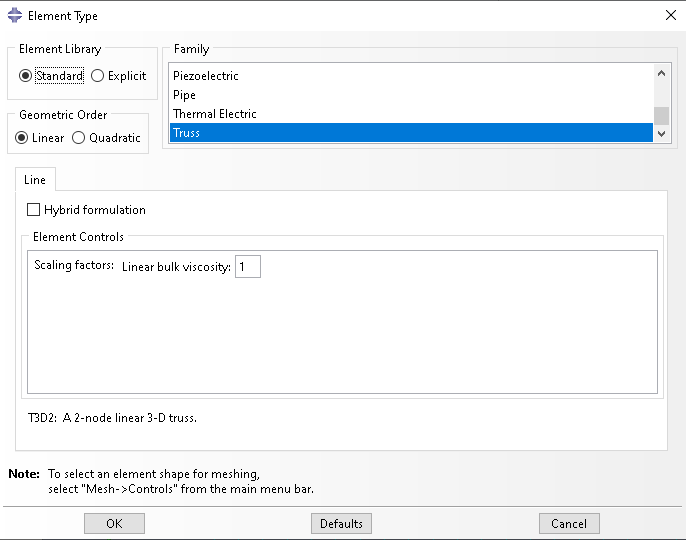 Element Type
Element Library
Standard
Explicit
Geometric Order
Linear
Quadratic
Family
Piezoelectric
Pipe
Thermal Electric
Truss
Line
Hybrid formulation
Element Controls
Scaling factors: Linear bulk viscosity: 1
T3D2: A 2-node linear 3-D truss.
Note: To select an element shape for meshing,
select "Mesh->Controls" from the main menu bar.
OK
Defaults
Cancel